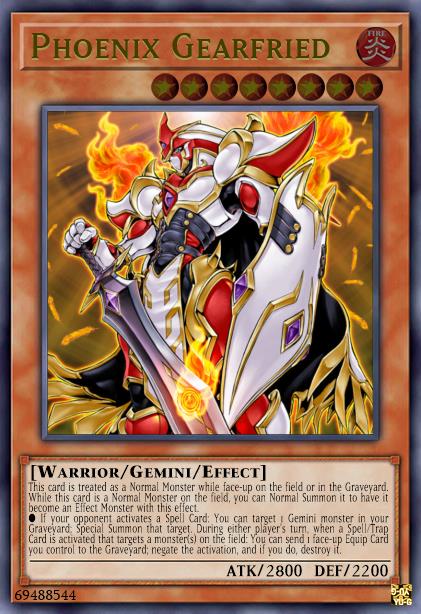 PHOENIX GEARFRIED
FIRE
炎
[WARRIOR/GEMINI/EFFECT]
This card is treated as a Normal Monster while face-up on the field or in the Graveyard.
While this card is a Normal Monster on the field, you can Normal Summon it to have it
become an Effect Monster with this effect.
● If your opponent activates a Spell Card: You can target 1 Gemini monster in your
Graveyard; Special Summon that target. During either player's turn, when a Spell/Trap
Card is activated that targets a monster(s) on the field: You can send 1 face-up Equip Card
you control to the Graveyard; negate the activation, and if you do, destroy it.
ATK/2800 DEF/2200
69488544